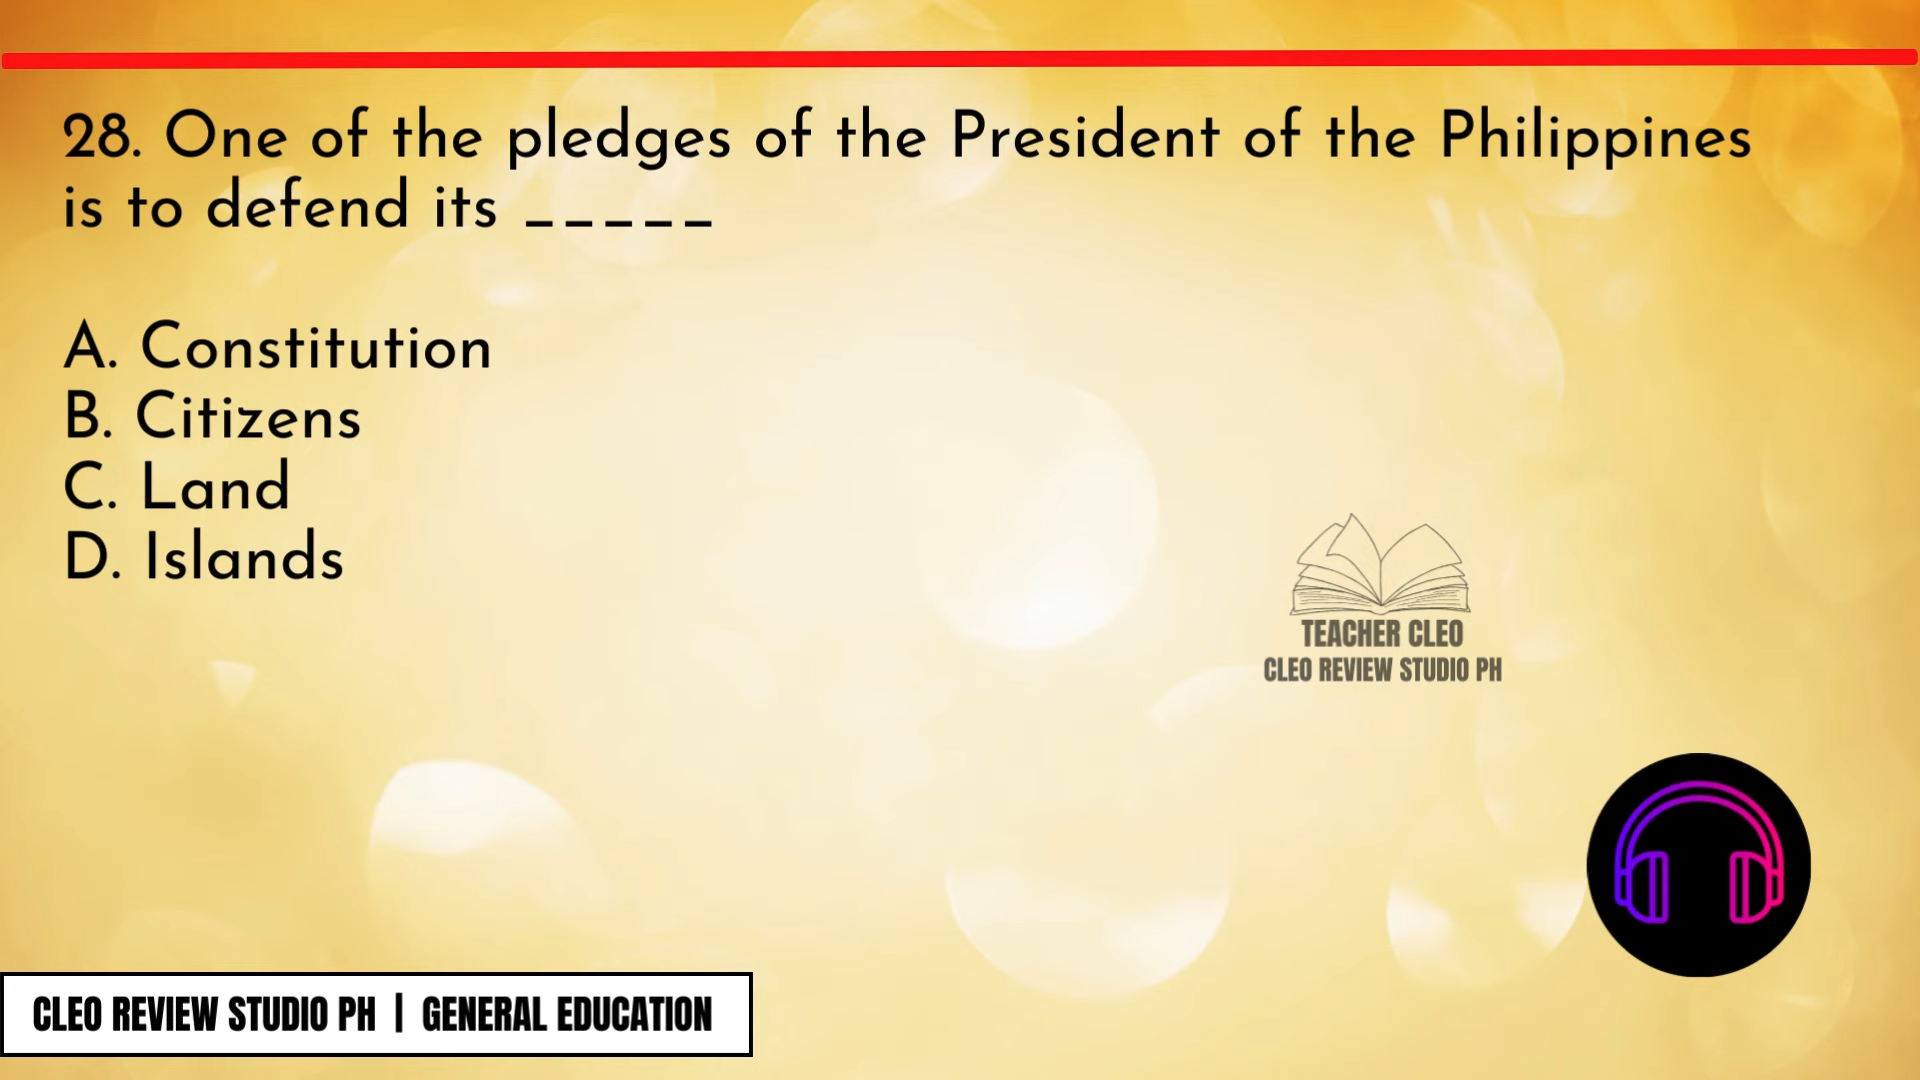 28. One of the pledges of the President of the Philippines
is to defend its _____
A. Constitution
B. Citizens
C. Land
D. Islands
TEACHER CLEO
CLEO REVIEW STUDIO PH
CLEO REVIEW STUDIO PH | GENERAL EDUCATION